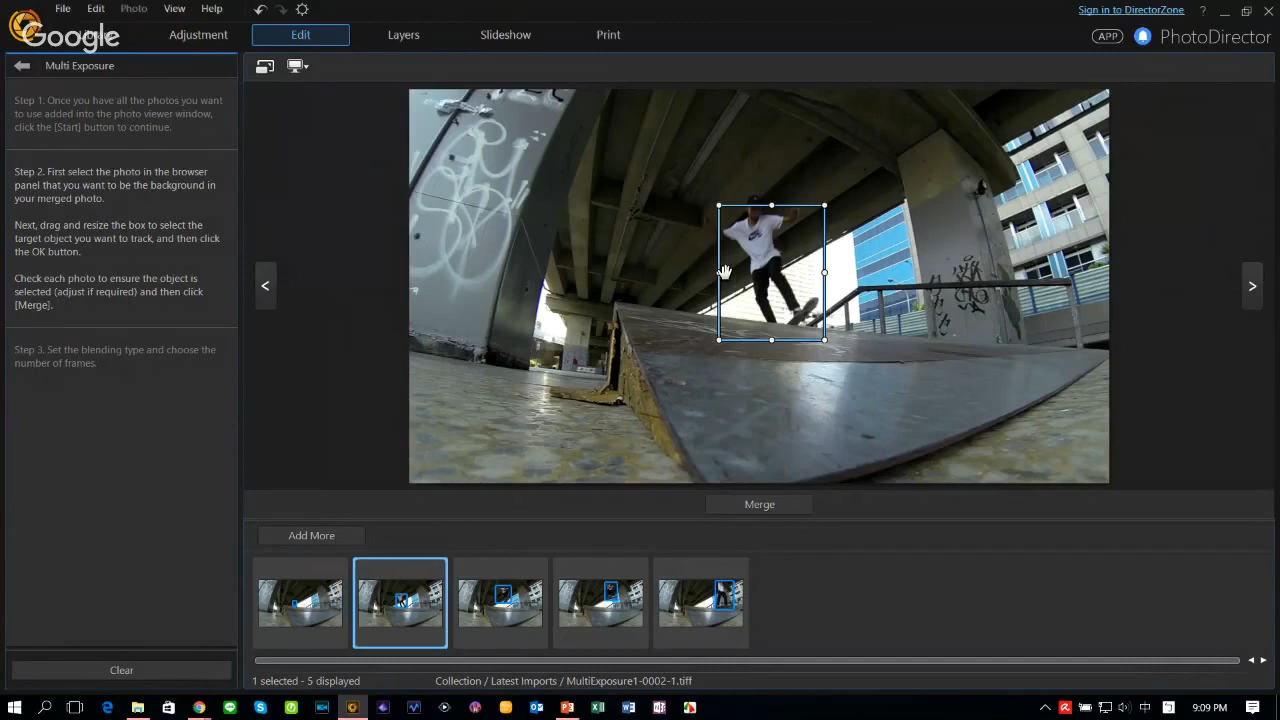 File Edit Photo View Help
Sign in to DirectorZone ?
Google
Adjustment Edit Layers Slideshow Print
APP PhotoDirector
Multi Exposure
Step 1. Once you have all the photos you want
to use added into the photo viewer window,
click the [Start] button to continue.
Step 2. First select the photo in the browser
panel that you want to be the background in
your merged photo.
Next, drag and resize the box to select the
target object you want to track, and then click
the OK button.
Check each photo to ensure the object is
selected (adjust if required) and then click
[Merge].
Step 3. Set the blending type and choose the
number of frames.
Merge
Add More
Clear
1 selected - 5 displayed
Collection / Latest Imports / MultiExposure1-0002-1.tiff
中
9:09 PM